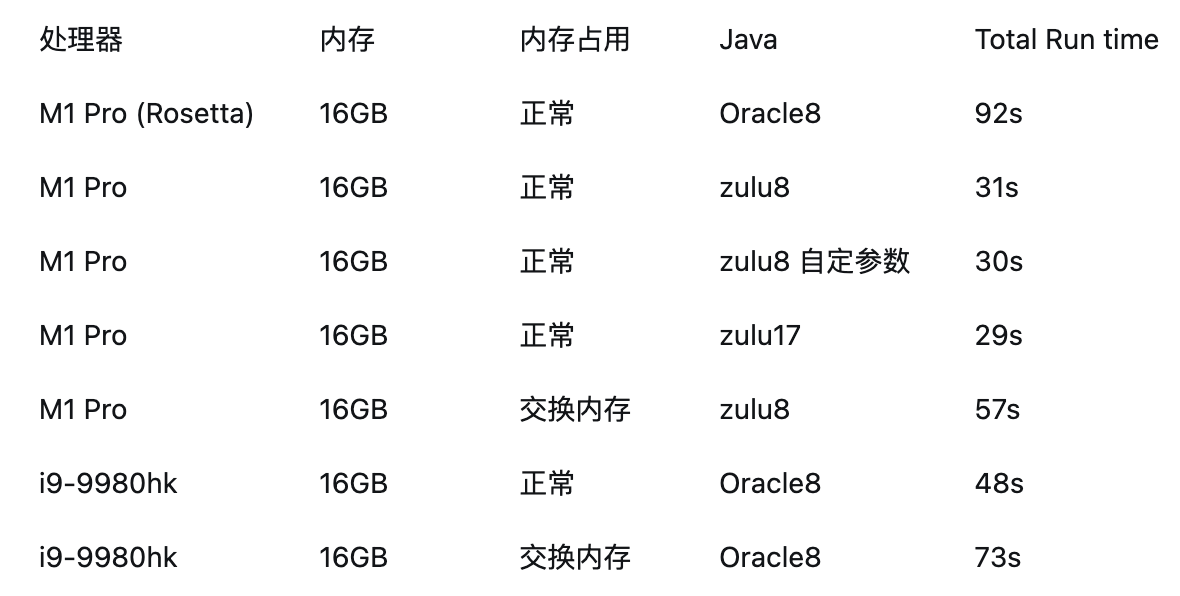 处理器 内存 内存占用 Java Total Run time
M1 Pro (Rosetta) 16GB 正常 Oracle8 92s
M1 Pro 16GB 正常 zulu8 31s
M1 Pro 16GB 正常 zulu8 自定参数 30s
M1 Pro 16GB 正常 zulu17 29s
M1 Pro 16GB 交换内存 zulu8 57s
i9-9980hk 16GB 正常 Oracle8 48s
i9-9980hk 16GB 交换内存 Oracle8 73s